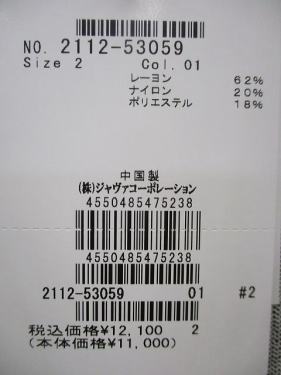 NO. 2112-53059
Size 2 Col. 01
レーヨン 62%
ナイロン 20%
ポリエステル 18%
中国製
(株)ジャヴァコーポレーション
4550485475238
4550485475238
2112-53059 01 #2
税込価格¥12,100 2
(本体価格¥11,000)